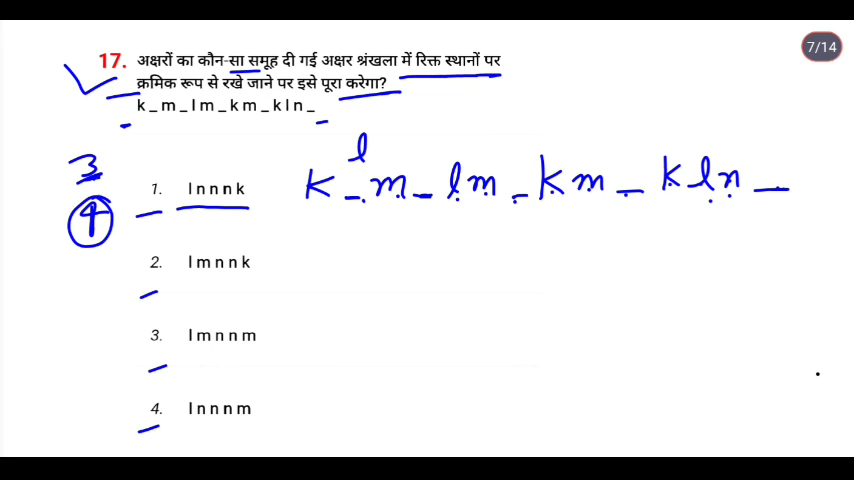 7/14
17. अक्षरों का कौन-सा समूह दी गई अक्षर श्रंखला में रिक्त स्थानों पर
क्रमिक रूप से रखे जाने पर इसे पूरा करेगा?
k _ m _ l m _ k m _ k l n _
3
4
l
k _ m _ l m _ k m _ k l n _
1. l n n n k
2. l m n n k
3. l m n n m
4. l n n n m